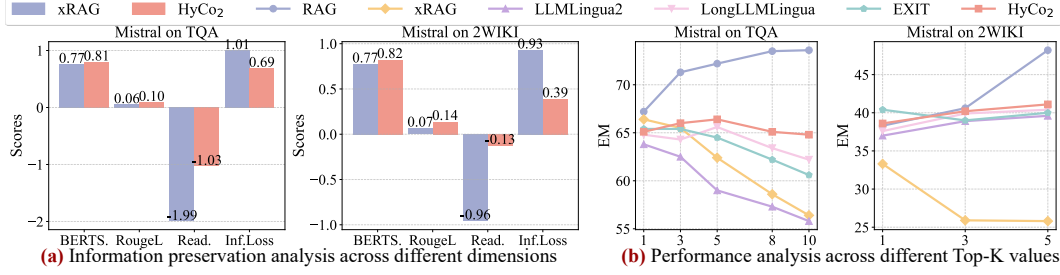 xRAG HyCo2 RAG xRAG LLMLingua2 LongLLMLingua EXIT HyCo2
Mistral on TQA
Scores
1
0
−1
−2
0.77 0.81
0.06 0.10
-1.99 -1.03
1.01 0.69
BERTS. RougeL Read. Inf.Loss
Mistral on 2WIKI
Scores
1.0
0.5
0.0
−0.5
−1.0
0.77 0.82
0.07 0.14
-0.96 -0.13
0.93 0.39
BERTS. RougeL Read. Inf.Loss
(a) Information preservation analysis across different dimensions
Mistral on TQA
EM
70
65
60
55
1 3 5 8 10
Mistral on 2WIKI
EM
45
40
35
30
25
1 3 5
(b) Performance analysis across different Top-K values